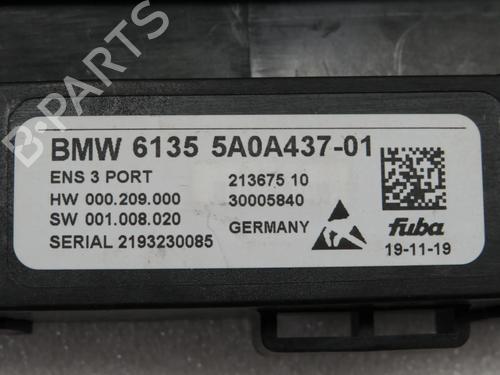 B-PARTS
BMW 6135 5A0A437-01
ENS 3 PORT 213675 10
HW 000.209.000 30005840
SW 001.008.020 GERMANY
SERIAL 2193230085
fuba
19-11-19